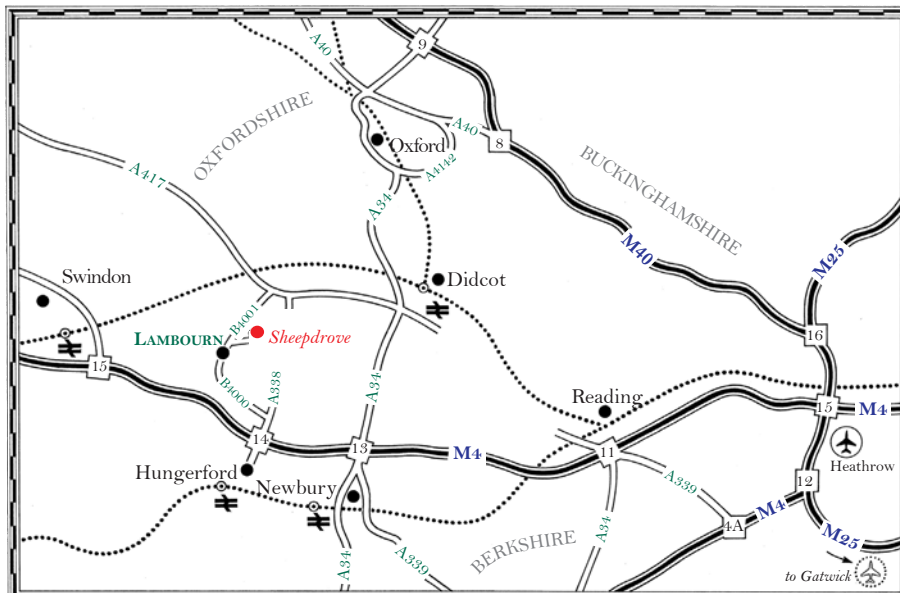 A40
9
OXFORDSHIRE
A40
8
Oxford
A4142
BUCKINGHAMSHIRE
A417
A34
M40
M25
Swindon
Didcot
B4001
LAMBOURN
Sheepdrove
16
15
A338
A34
B4000
Reading
15
M4
14
13
M4
11
Heathrow
Hungerford
Newbury
A339
12
M4
4A
A34
M25
BERKSHIRE
A34
A339
to Gatwick